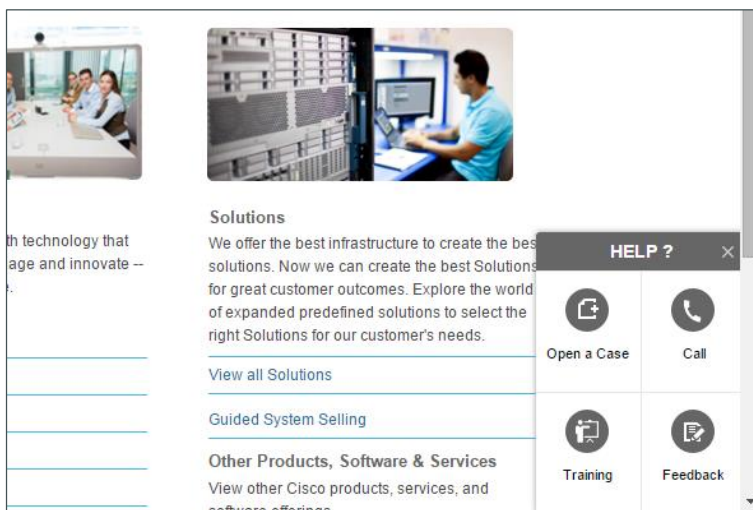 th technology that
age and innovate --
Solutions
We offer the best infrastructure to create the bes
solutions. Now we can create the best Solutions
for great customer outcomes. Explore the world
of expanded predefined solutions to select the
right Solutions for our customer's needs.
View all Solutions
Guided System Selling
Other Products, Software & Services
View other Cisco products, services, and
software offerings
HELP ?
Open a Case
Call
Training
Feedback